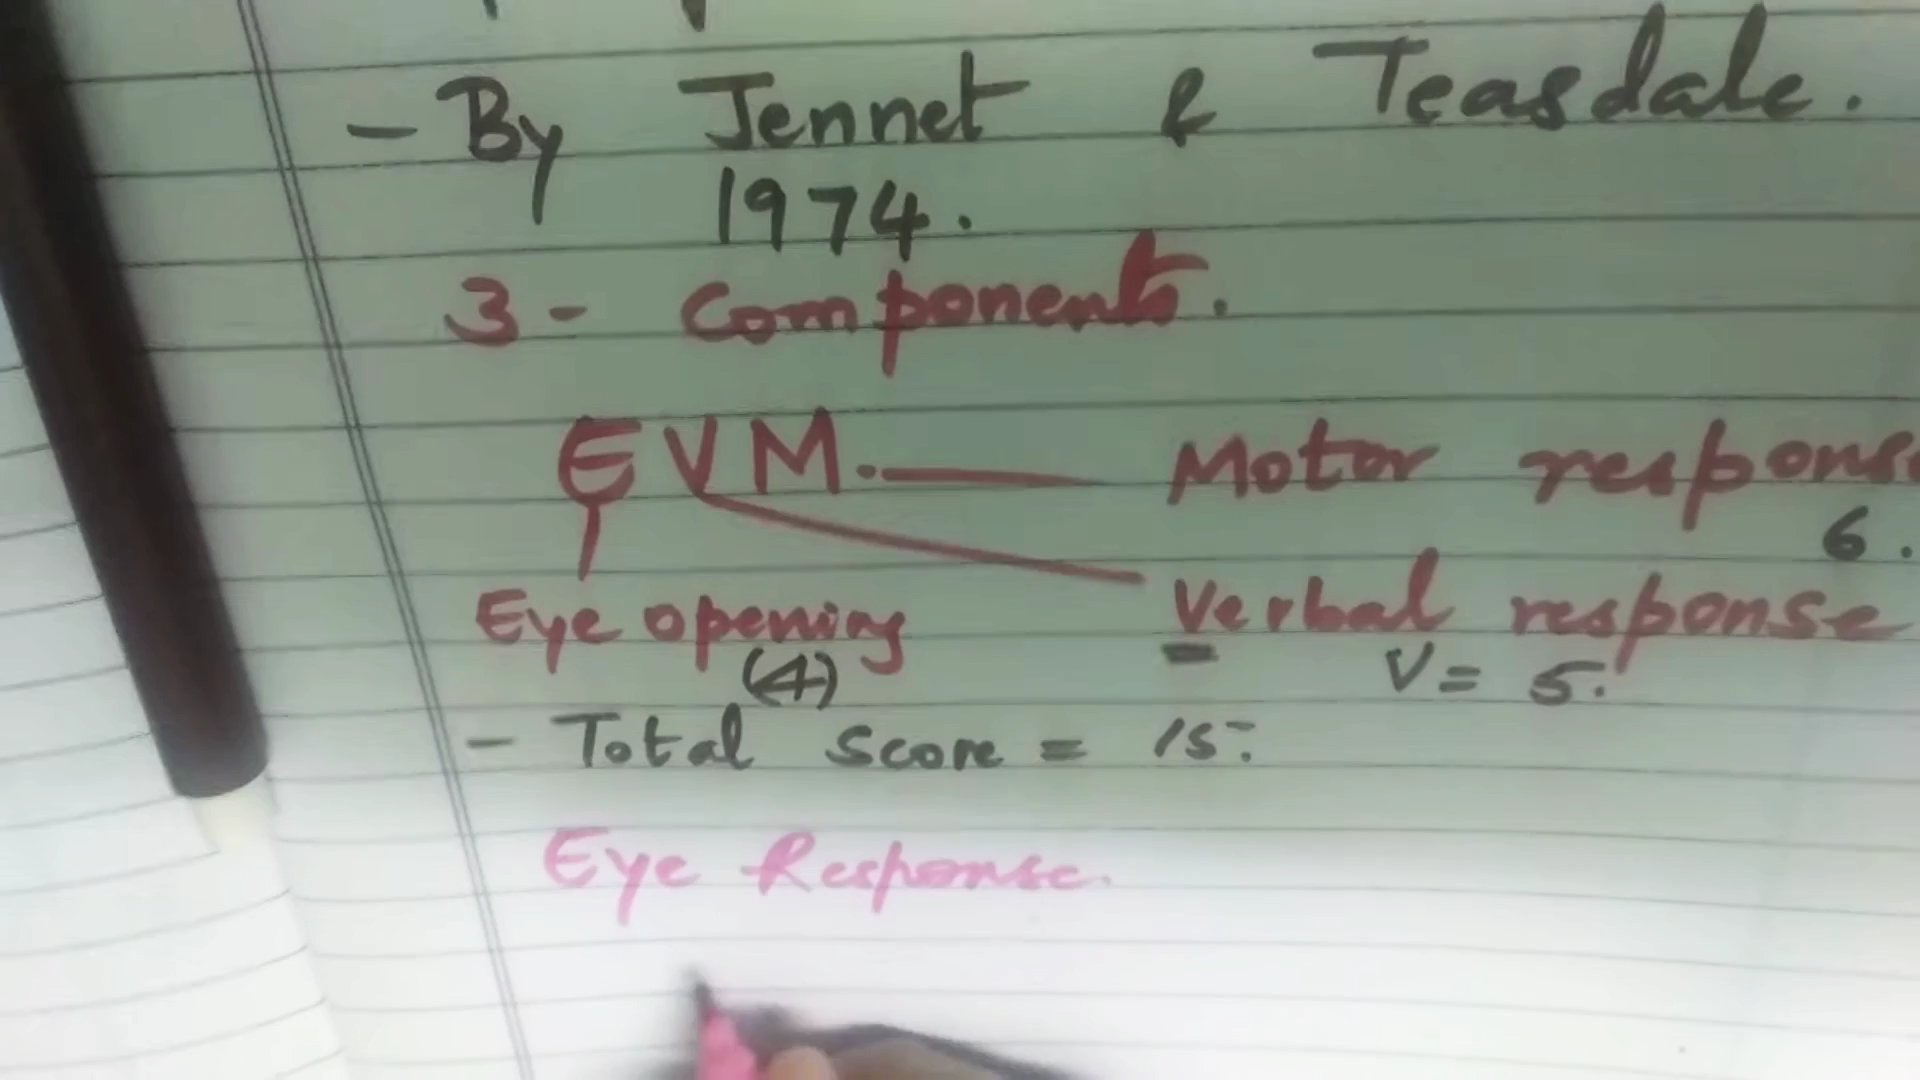 - By Jennet & Teasdale.
1974.
3- Components.
EVM. Motor response
6.
Eye opening Verbal response
(4) V = 5.
- Total Score = 15.
Eye Response.